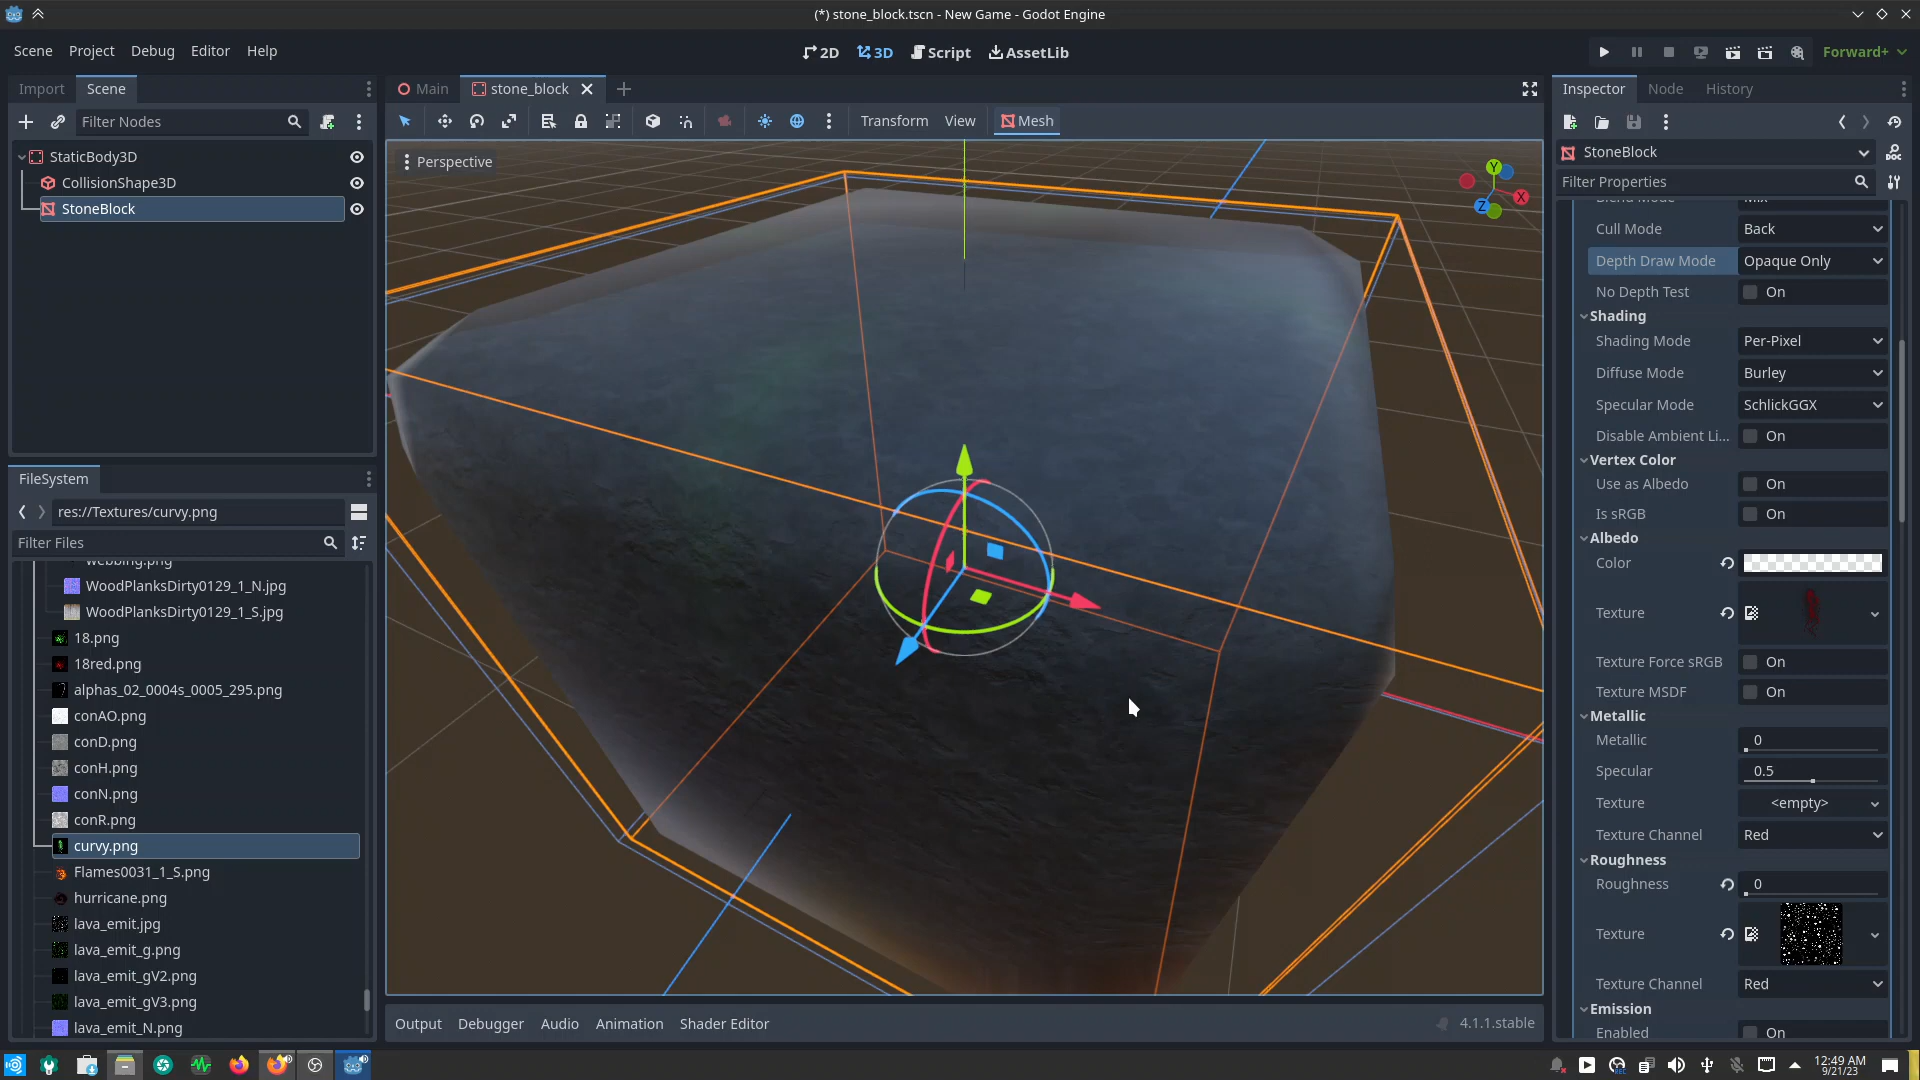 (*) stone_block.tscn - New Game - Godot Engine
Scene Project Debug Editor Help
2D 3D Script AssetLib
Forward+
Import Scene
Filter Nodes
StaticBody3D
CollisionShape3D
StoneBlock
FileSystem
res://Textures/curvy.png
Filter Files
webbing.png
WoodPlanksDirty0129_1_N.jpg
WoodPlanksDirty0129_1_S.jpg
18.png
18red.png
alphas_02_0004s_0005_295.png
conAO.png
conD.png
conH.png
conN.png
conR.png
curvy.png
Flames0031_1_S.png
hurricane.png
lava_emit.jpg
lava_emit_g.png
lava_emit_gV2.png
lava_emit_gV3.png
lava_emit_N.png
Main stone_block
Transform View Mesh
Perspective
Y
X
Z
Output Debugger Audio Animation Shader Editor
4.1.1.stable
Inspector Node History
StoneBlock
Filter Properties
Blend Mode Mix
Cull Mode Back
Depth Draw Mode Opaque Only
No Depth Test On
Shading
Shading Mode Per-Pixel
Diffuse Mode Burley
Specular Mode SchlickGGX
Disable Ambient Li... On
Vertex Color
Use as Albedo On
Is sRGB On
Albedo
Color
Texture
Texture Force sRGB On
Texture MSDF On
Metallic
Metallic 0
Specular 0.5
Texture <empty>
Texture Channel Red
Roughness
Roughness 0
Texture
Texture Channel Red
Emission
Enabled On
12:49 AM
9/21/23